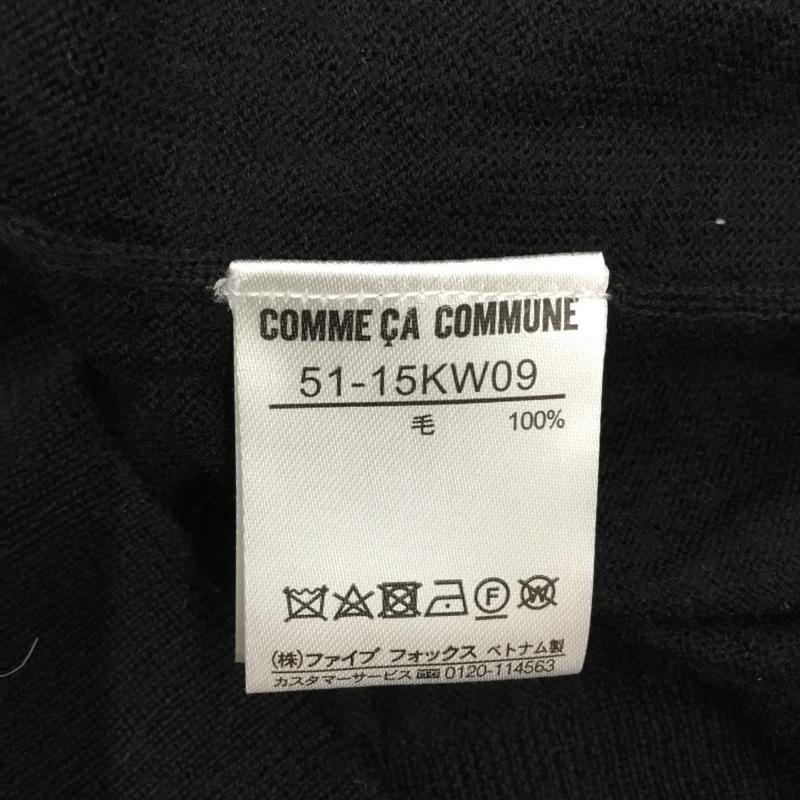 COMME ÇA COMMUNE
51-15KW09
毛 100%
F W
(株)ファイブ フォックス ベトナム製
カスタマーサービス 0120-114563